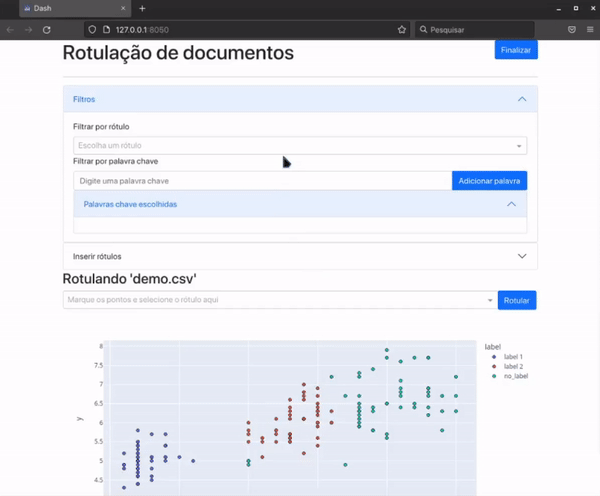 Dash
127.0.0.1:8050
Pesquisar
Rotulação de documentos
Finalizar
Filtros
Filtrar por rótulo
Escolha um rótulo
Filtrar por palavra chave
Digite uma palavra chave
Adicionar palavra
Palavras chave escolhidas
Inserir rótulos
Rotulando 'demo.csv'
Marque os pontos e selecione o rótulo aqui
Rotular
8
7.5
7
6.5
6
5.5
5
4.5
y
label
label 1
label 2
no_label